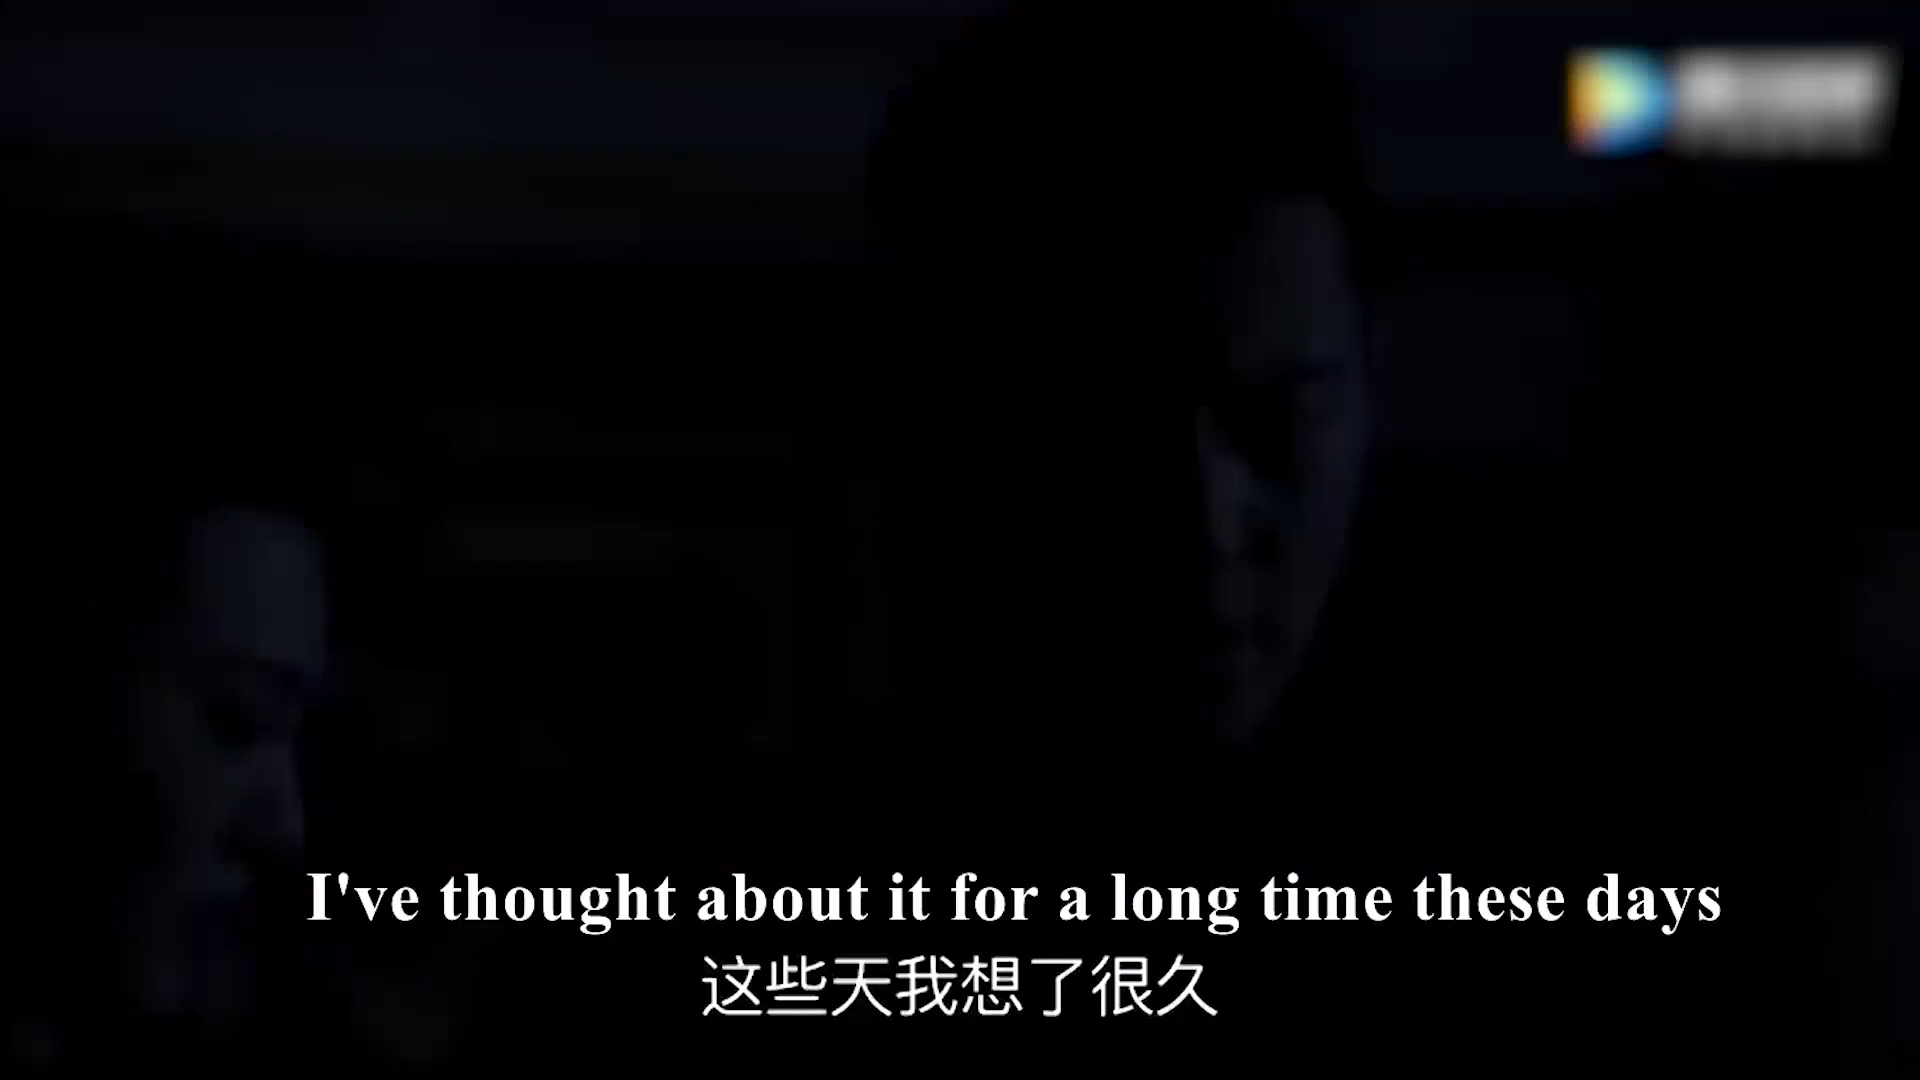 I've thought about it for a long time these days
这些天我想了很久